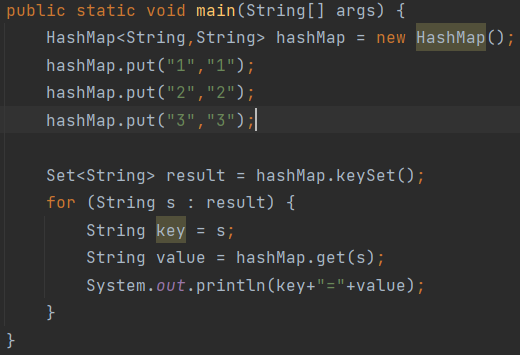 public static void main(String[] args) {
    HashMap<String,String> hashMap = new HashMap();
    hashMap.put("1","1");
    hashMap.put("2","2");
    hashMap.put("3","3");
    Set<String> result = hashMap.keySet();
    for (String s : result) {
        String key = s;
        String value = hashMap.get(s);
        System.out.println(key+"="+value);
    }
}